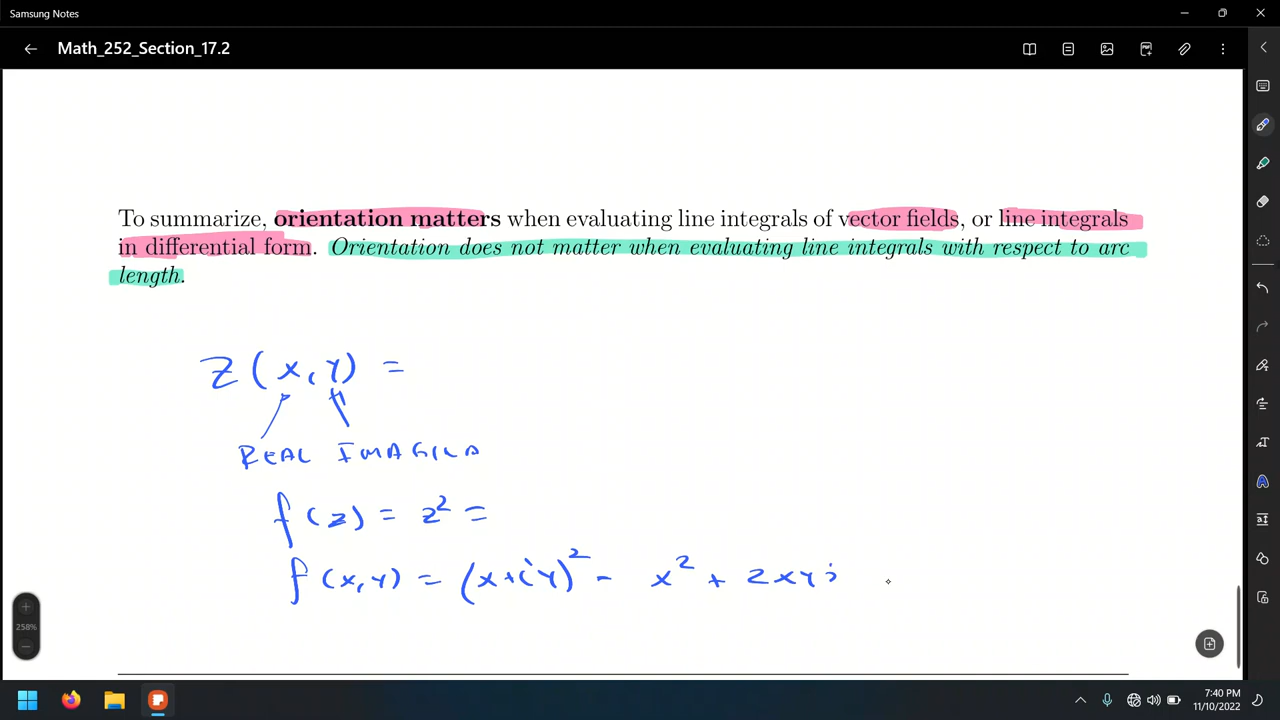 Samsung Notes
Math_252_Section_17.2
To summarize, orientation matters when evaluating line integrals of vector fields, or line integrals
in differential form. Orientation does not matter when evaluating line integrals with respect to arc
length.
Z(x,y) =
REAL IMAGINA
f(z) = z² =
f(x,y) = (x+iy)² - x² + 2xyi
258%
7:40 PM
11/10/2022